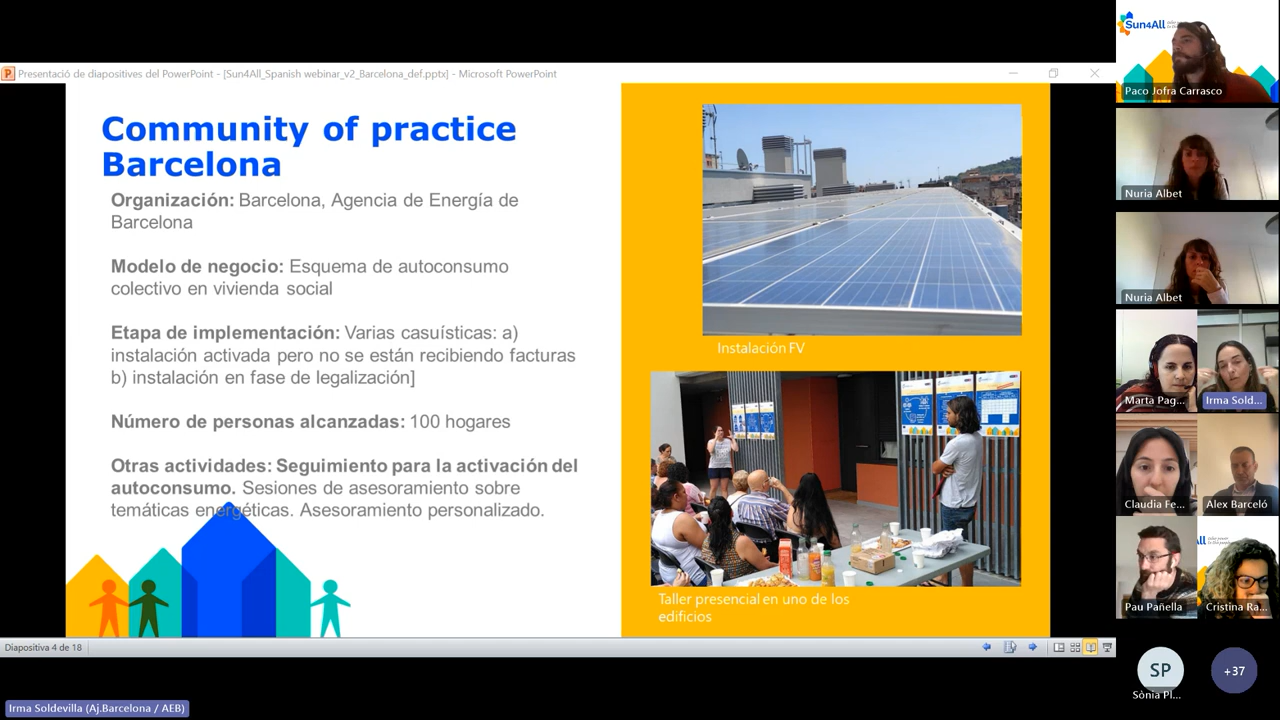 Presentació de diapositives del PowerPoint - [Sun4All_Spanish webinar_v2_Barcelona_def.pptx] - Microsoft PowerPoint
Community of practice
Barcelona
Organización: Barcelona, Agencia de Energía de
Barcelona
Modelo de negocio: Esquema de autoconsumo
colectivo en vivienda social
Etapa de implementación: Varias casuísticas: a)
instalación activada pero no se están recibiendo facturas
b) instalación en fase de legalización]
Número de personas alcanzadas: 100 hogares
Otras actividades: Seguimiento para la activación del
autoconsumo. Sesiones de asesoramiento sobre
temáticas energéticas. Asesoramiento personalizado.
Instalación FV
Taller presencial en uno de los
edificios
Diapositiva 4 de 18
Irma Soldevilla (Aj.Barcelona / AEB)
Sun4All
Paco Jofra Carrasco
Nuria Albet
Nuria Albet
Marta Pag...
Irma Sold...
Claudia Fe...
Alex Barceló
Pau Pañella
Cristina Ra...
SP
Sònia Pl...
+37